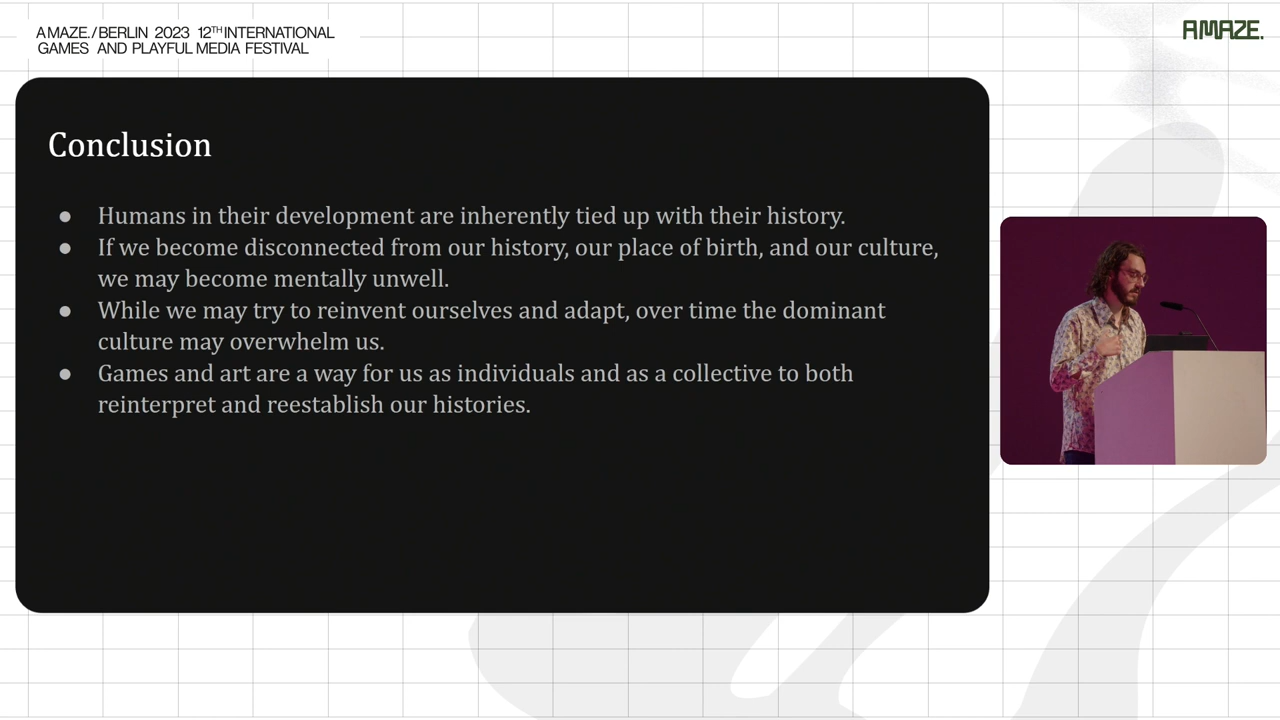 A MAZE. / BERLIN 2023 12TH INTERNATIONAL
GAMES AND PLAYFUL MEDIA FESTIVAL
AMAZE.
Conclusion
● Humans in their development are inherently tied up with their history.
● If we become disconnected from our history, our place of birth, and our culture,
we may become mentally unwell.
● While we may try to reinvent ourselves and adapt, over time the dominant
culture may overwhelm us.
● Games and art are a way for us as individuals and as a collective to both
reinterpret and reestablish our histories.